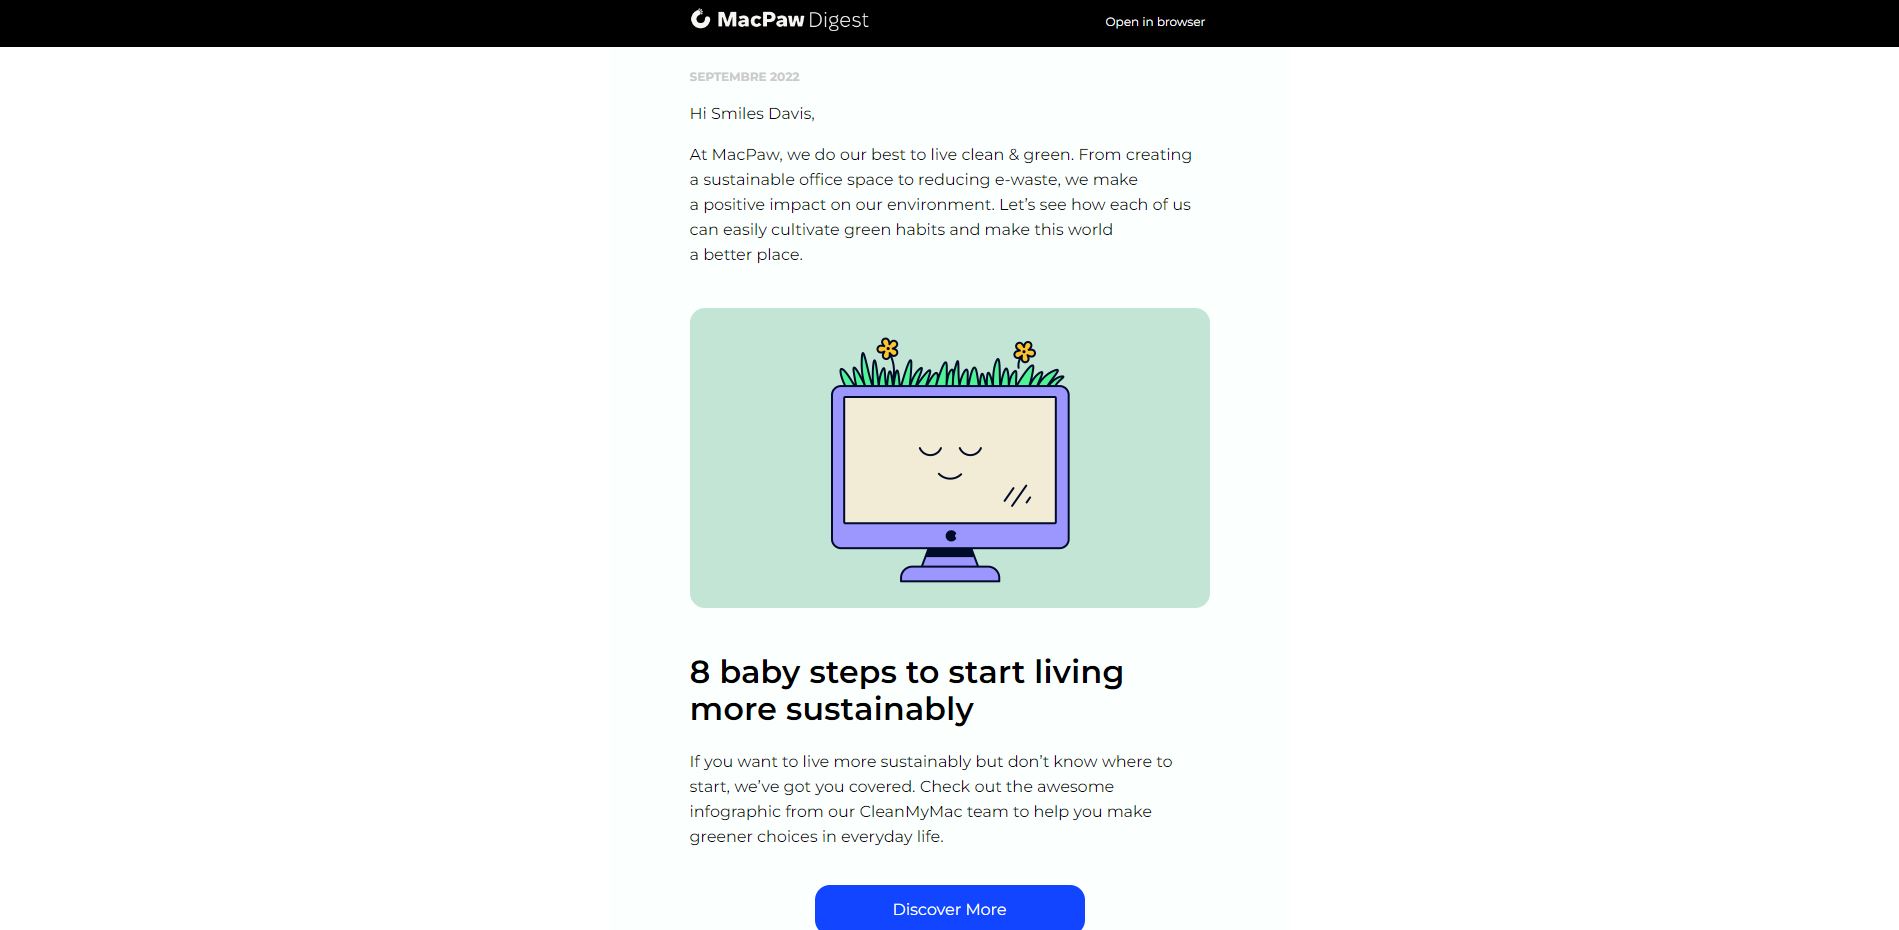 MacPaw Digest
Open in browser
SEPTEMBRE 2022
Hi Smiles Davis,
At MacPaw, we do our best to live clean & green. From creating
a sustainable office space to reducing e-waste, we make
a positive impact on our environment. Let’s see how each of us
can easily cultivate green habits and make this world
a better place.
8 baby steps to start living
more sustainably
If you want to live more sustainably but don’t know where to
start, we’ve got you covered. Check out the awesome
infographic from our CleanMyMac team to help you make
greener choices in everyday life.
Discover More